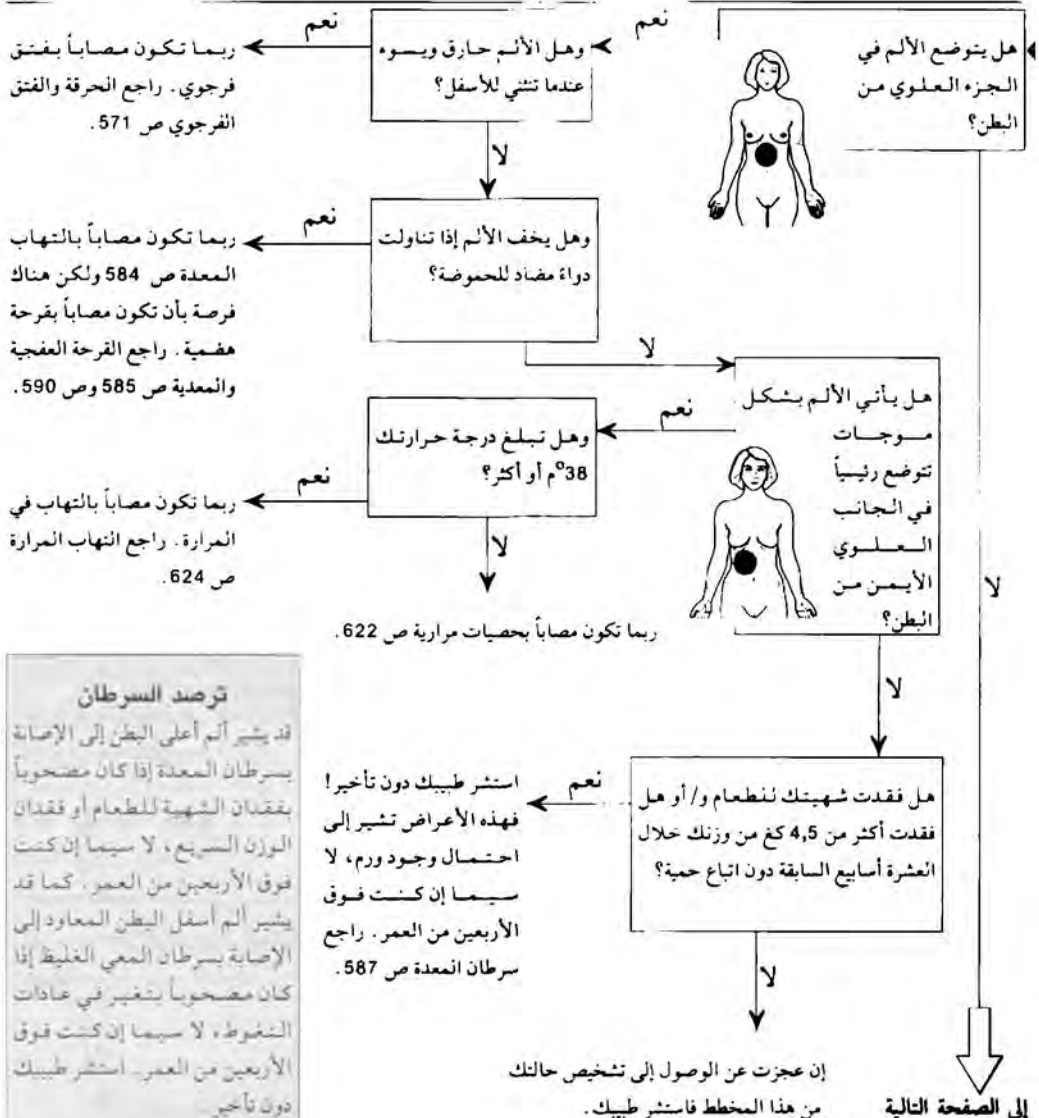 هل يتوضع الألم في
الجزء العلوي من
البطن؟
نعم
وهل الألم حارق ويسوء
عندما تنثني للأسفل؟
نعم
ربما تكون مصاباً بفتق
فرجوي. راجع الحرقة والفتق
الفرجوي ص 571.
لا
وهل يخف الألم إذا تناولت
دواءً مضاد للحموضة؟
نعم
ربما تكون مصاباً بالتهاب
المعدة ص 584 ولكن هناك
فرصة بأن تكون مصاباً بقرحة
هضمية. راجع القرحة العفجية
والمعدية ص 585 وص 590.
لا
هل يأتي الألم بشكل
موجات
تتوضع رئيسياً
في الجانب
العلوي
الأيمن من
البطن؟
نعم
وهل تبلغ درجة حرارتك
38°م أو أكثر؟
نعم
ربما تكون مصاباً بالتهاب في
المرارة. راجع التهاب المرارة
ص 624.
لا
ربما تكون مصاباً بحصيات مرارية ص 622.
لا
لا
هل فقدت شهيتك للطعام و/أو هل
فقدت أكثر من 4,5 كغ من وزنك خلال
العشرة أسابيع السابقة دون اتباع حمية؟
نعم
استشر طبيبك دون تأخير!
فهذه الأعراض تشير إلى
احتمال وجود ورم، لا
سيما إن كنت فوق
الأربعين من العمر. راجع
سرطان المعدة ص 587.
لا
إن عجزت عن الوصول إلى تشخيص حالتك
من هذا المخطط فاستشر طبيبك.
إلى الصفحة التالية
ترصد السرطان
قد يشير ألم أعلى البطن إلى الإصابة
بسرطان المعدة إذا كان مصحوباً
بفقدان الشهية للطعام أو فقدان
الوزن السريع، لا سيما إن كنت
فوق الأربعين من العمر. كما قد
يشير ألم أسفل البطن المعاود إلى
الإصابة بسرطان المعي الغليظ إذا
كان مصحوباً بتغير في عادات
التغوط، لا سيما إن كنت فوق
الأربعين من العمر. استشر طبيبك
دون تأخير.